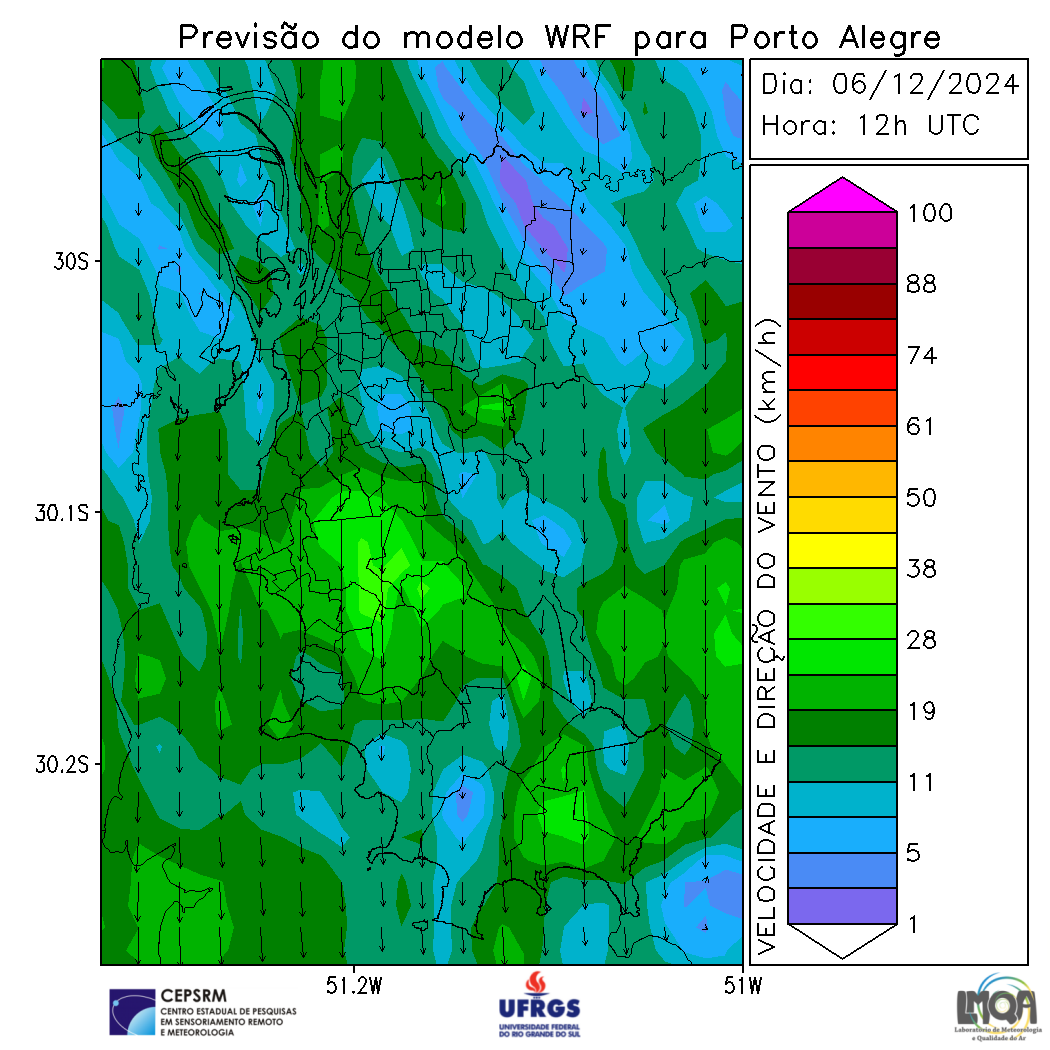 Previsão do modelo WRF para Porto Alegre
Dia: 06/12/2024
Hora: 12h UTC
30S
30.1S
30.2S
51.2W
51W
VELOCIDADE E DIREÇÃO DO VENTO (km/h)
100
88
74
61
50
38
28
19
11
5
1
CEPSRM
CENTRO ESTADUAL DE PESQUISAS
EM SENSORIAMENTO REMOTO
E METEOROLOGIA
UFRGS
UNIVERSIDADE FEDERAL
DO RIO GRANDE DO SUL
LMQA
Laboratório de Meteorologia
e Qualidade do Ar